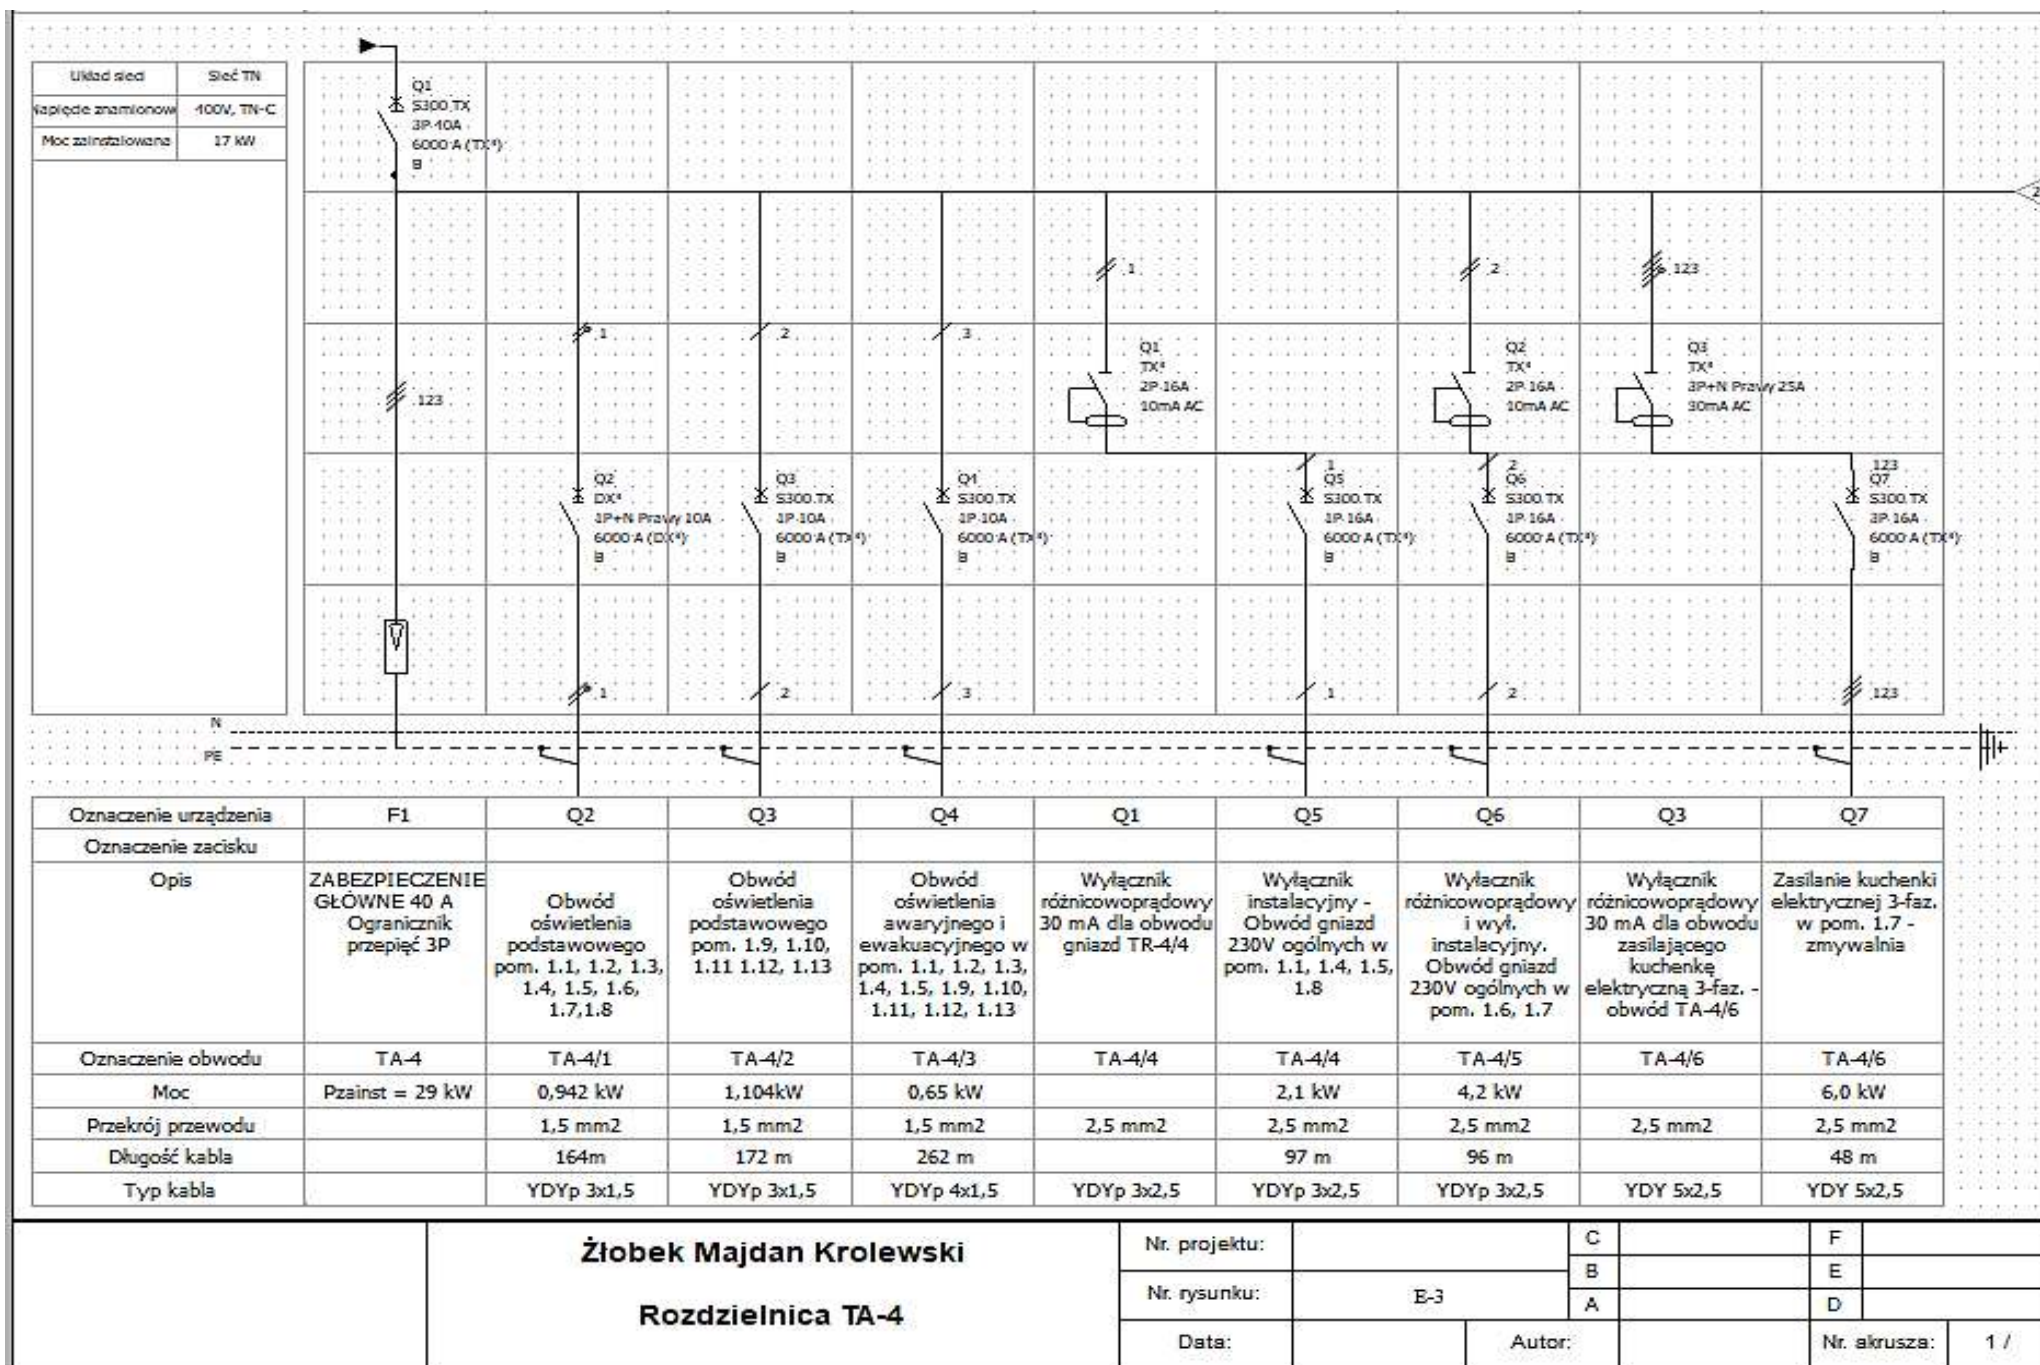 Układ sieci Sieć TN
Napięcie znamionow 400V, TN-C
Moc zainstalowana 17 kW
Q1
S300 TX
3P 40A
6000 A (TX³)
B
2
1
2
123
1
2
3
123
Q1
TX³
2P 16A
10mA AC
Q2
TX³
2P 16A
10mA AC
Q3
TX³
3P+N Prawy 25A
30mA AC
1
2
123
Q2
DX³
1P+N Prawy 10A
6000 A (DX³)
B
Q3
S300 TX
1P 10A
6000 A (TX³)
B
Q4
S300 TX
1P 10A
6000 A (TX³)
B
Q5
S300 TX
1P 16A
6000 A (TX³)
B
Q6
S300 TX
1P 16A
6000 A (TX³)
B
Q7
S300 TX
3P 16A
6000 A (TX³)
B
1
2
3
1
2
123
N
PE
Oznaczenie urządzenia F1 Q2 Q3 Q4 Q1 Q5 Q6 Q3 Q7
Oznaczenie zacisku
Opis
ZABEZPIECZENIE
GŁÓWNE 40 A
Ogranicznik
przepięć 3P
Obwód
oświetlenia
podstawowego
pom. 1.1, 1.2, 1.3,
1.4, 1.5, 1.6,
1.7,1.8
Obwód
oświetlenia
podstawowego
pom. 1.9, 1.10,
1.11 1.12, 1.13
Obwód
oświetlenia
awaryjnego i
ewakuacyjnego w
pom. 1.1, 1.2, 1.3,
1.4, 1.5, 1.9, 1.10,
1.11, 1.12, 1.13
Wyłącznik
różnicowoprądowy
30 mA dla obwodu
gniazd TR-4/4
Wyłącznik
instalacyjny -
Obwód gniazd
230V ogólnych w
pom. 1.1, 1.4, 1.5,
1.8
Wyłacznik
różnicowoprądowy
i wył.
instalacyjny.
Obwód gniazd
230V ogólnych w
pom. 1.6, 1.7
Wyłącznik
różnicowoprądowy
30 mA dla obwodu
zasilającego
kuchenkę
elektryczną 3-faz. -
obwód TA-4/6
Zasilanie kuchenki
elektrycznej 3-faz.
w pom. 1.7 -
zmywalnia
Oznaczenie obwodu TA-4 TA-4/1 TA-4/2 TA-4/3 TA-4/4 TA-4/4 TA-4/5 TA-4/6 TA-4/6
Moc Pzainst = 29 kW 0,942 kW 1,104kW 0,65 kW 2,1 kW 4,2 kW 6,0 kW
Przekrój przewodu 1,5 mm2 1,5 mm2 1,5 mm2 2,5 mm2 2,5 mm2 2,5 mm2 2,5 mm2 2,5 mm2
Długość kabla 164m 172 m 262 m 97 m 96 m 48 m
Typ kabla YDYp 3x1,5 YDYp 3x1,5 YDYp 4x1,5 YDYp 3x2,5 YDYp 3x2,5 YDYp 3x2,5 YDY 5x2,5 YDY 5x2,5
Żłobek Majdan Krolewski
Rozdzielnica TA-4
Nr. projektu:
Nr. rysunku: E-3
Data: Autor:
C F
B E
A D
Nr. akrusza: 1 /